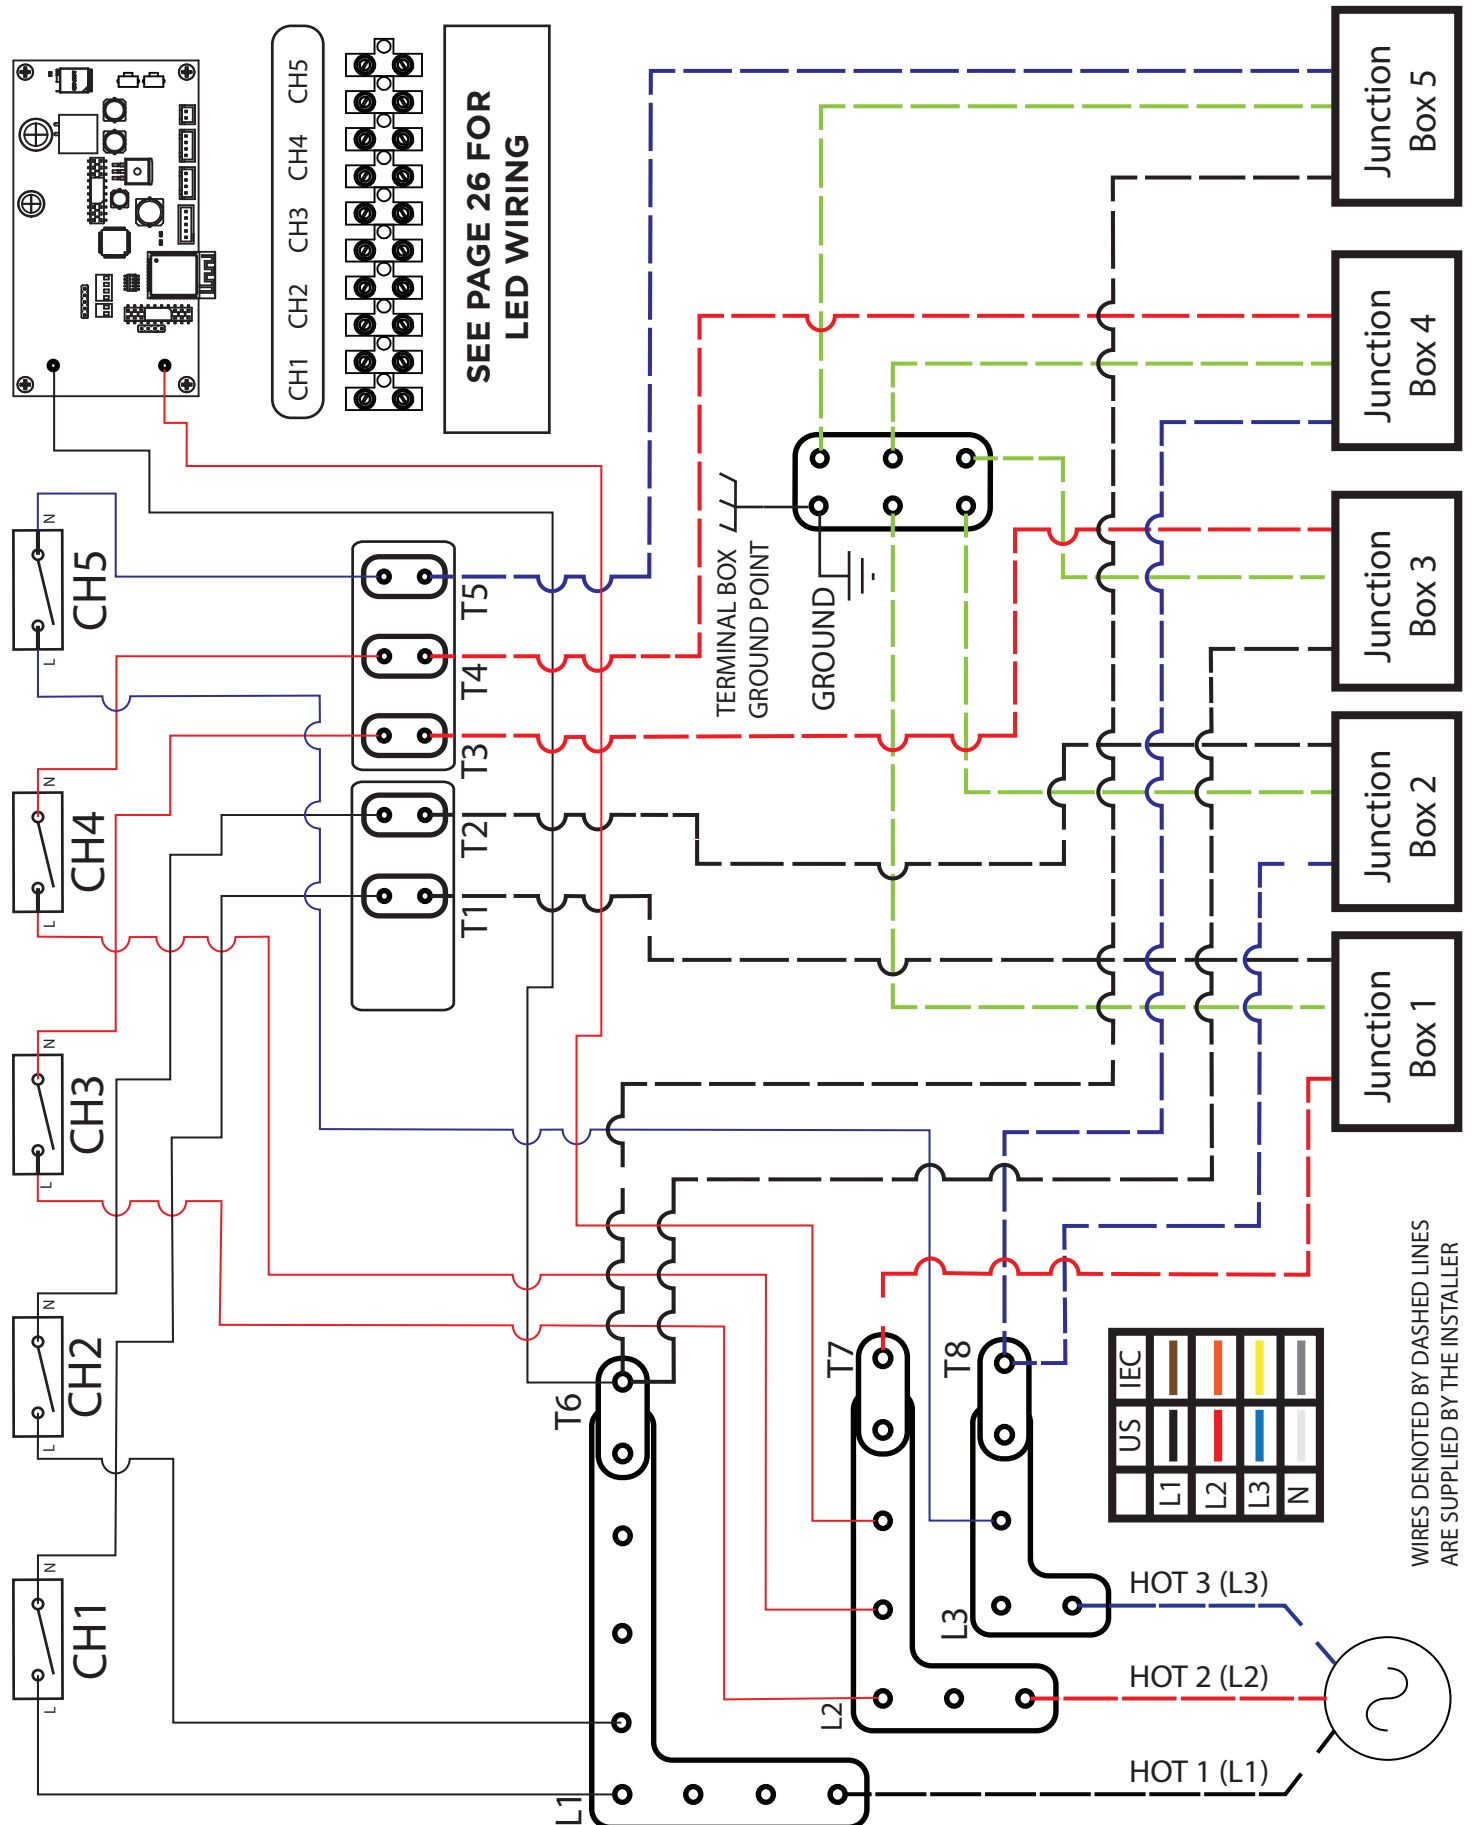 CH5
CH4
CH3
CH2
CH1
SEE PAGE 26 FOR
LED WIRING
Junction
Box 5
Junction
Box 4
Junction
Box 3
Junction
Box 2
Junction
Box 1
N
CH5
L
N
CH4
L
N
CH3
L
N
CH2
L
N
CH1
L
T5
T4
T3
T2
T1
TERMINAL BOX
GROUND POINT
GROUND
T6
T7
T8
L1
L2
L3
US
IEC
L1
L2
L3
N
HOT 3 (L3)
HOT 2 (L2)
HOT 1 (L1)
WIRES DENOTED BY DASHED LINES
ARE SUPPLIED BY THE INSTALLER